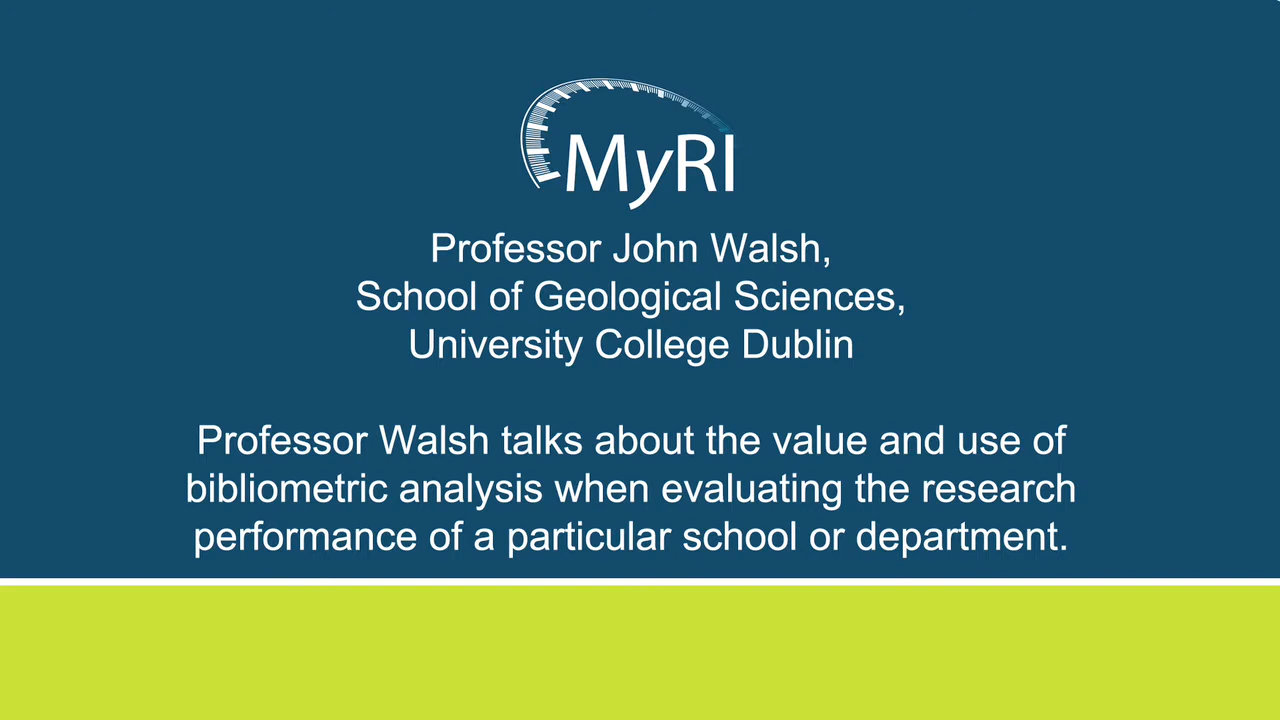 MyRI
Professor John Walsh,
School of Geological Sciences,
University College Dublin
Professor Walsh talks about the value and use of
bibliometric analysis when evaluating the research
performance of a particular school or department.